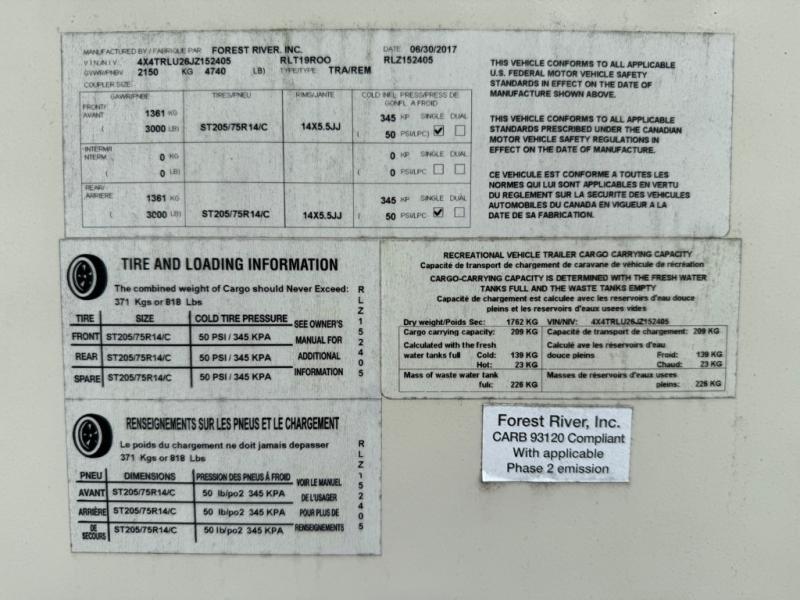 MANUFACTURED BY / FABRIQUE PAR FOREST RIVER, INC. DATE 06/30/2017
V.I.N./N.I.V. 4X4TRLU26JZ152405 RLT19ROO RLZ152405
GVWR/PNBV 2150 KG 4740 LB) TYPE/TYPE TRA/REM
COUPLER SIZE:
GAWR/PNBE TIRES/PNEU RIMS/JANTE COLD INFL PRESS/PRESS DE GONFL A FROID
FRONT/ AVANT 1361 KG 345 KP SINGLE DUAL
( 3000 LB) ST205/75R14/C 14X5.5JJ ( 50 PSI/LPC)
INTERM/I NTERM 0 KG 0 KP SINGLE DUAL
( 0 LB) ( 0 PSI/LPC
REAR/ ARRIERE 1361 KG 345 KP SINGLE DUAL
( 3000 LB) ST205/75R14/C 14X5.5JJ ( 50 PSI/LPC
THIS VEHICLE CONFORMS TO ALL APPLICABLE
U.S. FEDERAL MOTOR VEHICLE SAFETY
STANDARDS IN EFFECT ON THE DATE OF
MANUFACTURE SHOWN ABOVE.
THIS VEHICLE CONFORMS TO ALL APPLICABLE
STANDARDS PRESCRIBED UNDER THE CANADIAN
MOTOR VEHICLE SAFETY REGULATIONS IN
EFFECT ON THE DATE OF MANUFACTURE.
CE VEHICULE EST CONFORME A TOUTES LES
NORMES QUI LUI SONT APPLICABLES EN VERTU
DU REGLEMENT SUR LA SECURITE DES VEHICULES
AUTOMOBILES DU CANADA EN VIGUEUR A LA
DATE DE SA FABRICATION.
TIRE AND LOADING INFORMATION
The combined weight of Cargo should Never Exceed:
371 Kgs or 818 Lbs
TIRE SIZE COLD TIRE PRESSURE SEE OWNER'S
FRONT ST205/75R14/C 50 PSI / 345 KPA MANUAL FOR
REAR ST205/75R14/C 50 PSI / 345 KPA ADDITIONAL
SPARE ST205/75R14/C 50 PSI / 345 KPA INFORMATION
RLZ152405
RECREATIONAL VEHICLE TRAILER CARGO CARRYING CAPACITY
Capacité de transport de chargement de caravane de véhicule de récréation
CARGO-CARRYING CAPACITY IS DETERMINED WITH THE FRESH WATER
TANKS FULL AND THE WASTE TANKS EMPTY
Capacité de chargement est calculee avec les reservoirs d'eau douce
pleins et les reservoirs d'eaux usees vides
Dry weight/Poids Sec: 1762 KG VIN/NIV: 4X4TRLU26JZ152405
Cargo carrying capacity: 209 KG Capacité de transport de chargement: 209 KG
Calculated with the fresh Calculé ave les réservoirs d'eau
water tanks full Cold: 139 KG douce pleins Froid: 139 KG
Hot: 23 KG Chaud: 23 KG
Mass of waste water tank Masses de réservoirs d'eaux usees
full: 226 KG pleins: 226 KG
RENSEIGNEMENTS SUR LES PNEUS ET LE CHARGEMENT
Le poids du chargement ne doit jamais depasser
371 Kgs or 818 Lbs
PNEU DIMENSIONS PRESSION DES PNEUS À FROID VOIR LE MANUEL
AVANT ST205/75R14/C 50 lb/po2 345 KPA DE L'USAGER
ARRIÈRE ST205/75R14/C 50 lb/po2 345 KPA POUR PLUS DE
DE SECOURS ST205/75R14/C 50 lb/po2 345 KPA RENSEIGNEMENTS
RLZ152405
Forest River, Inc.
CARB 93120 Compliant
With applicable
Phase 2 emission